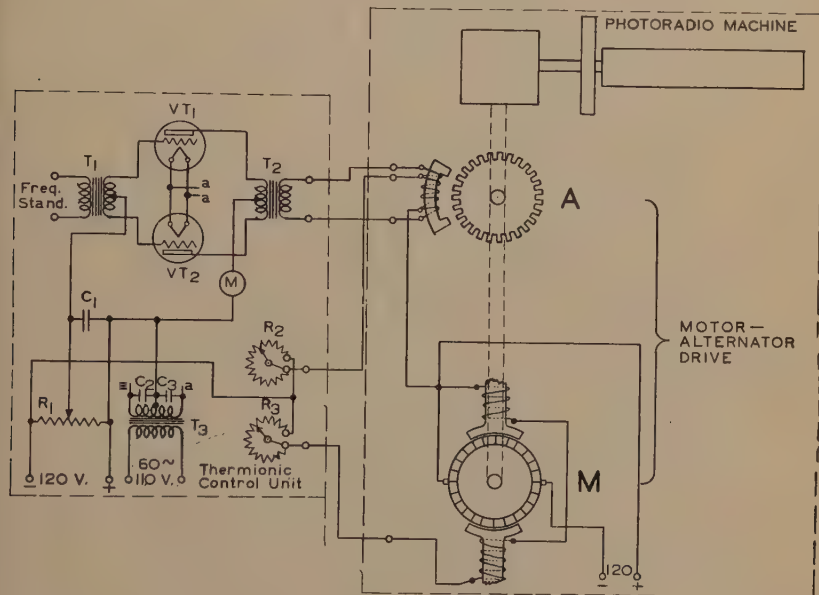 PHOTORADIO MACHINE
VT1
T1
T2
Freq.
Stand.
a
a
A
VT2
M
C1
R2
MOTOR—
ALTERNATOR
DRIVE
C2 C3 a
R1
T3
R3
60~
- 120 V. +
110 V.
Thermionic
Control Unit
M
120
- +